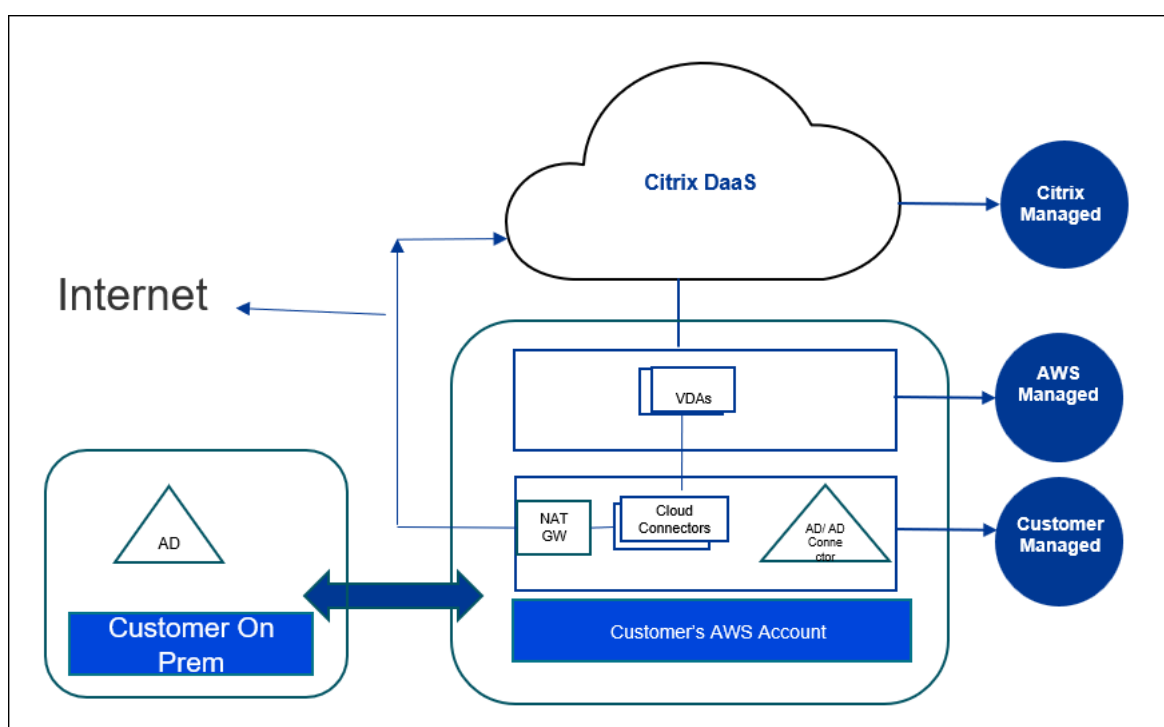 Citrix DaaS
Citrix
Managed
Internet
AWS
Managed
VDAs
NAT
GW
Cloud
Connectors
AD/ AD
Conne
ctor
Customer
Managed
AD
Customer On
Prem
Customer's AWS Account